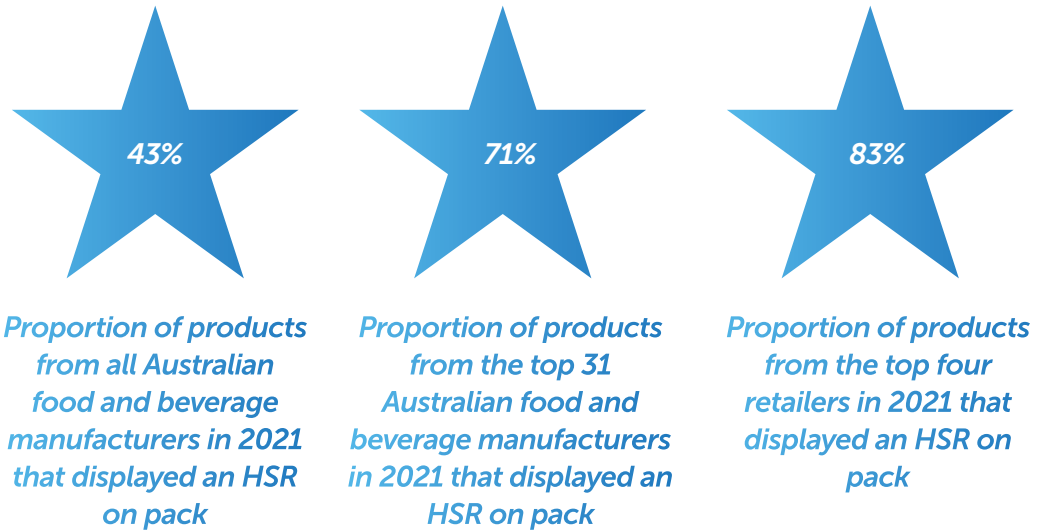 43%
Proportion of products
from all Australian
food and beverage
manufacturers in 2021
that displayed an HSR
on pack
71%
Proportion of products
from the top 31
Australian food and
beverage manufacturers
in 2021 that displayed an
HSR on pack
83%
Proportion of products
from the top four
retailers in 2021 that
displayed an HSR on
pack